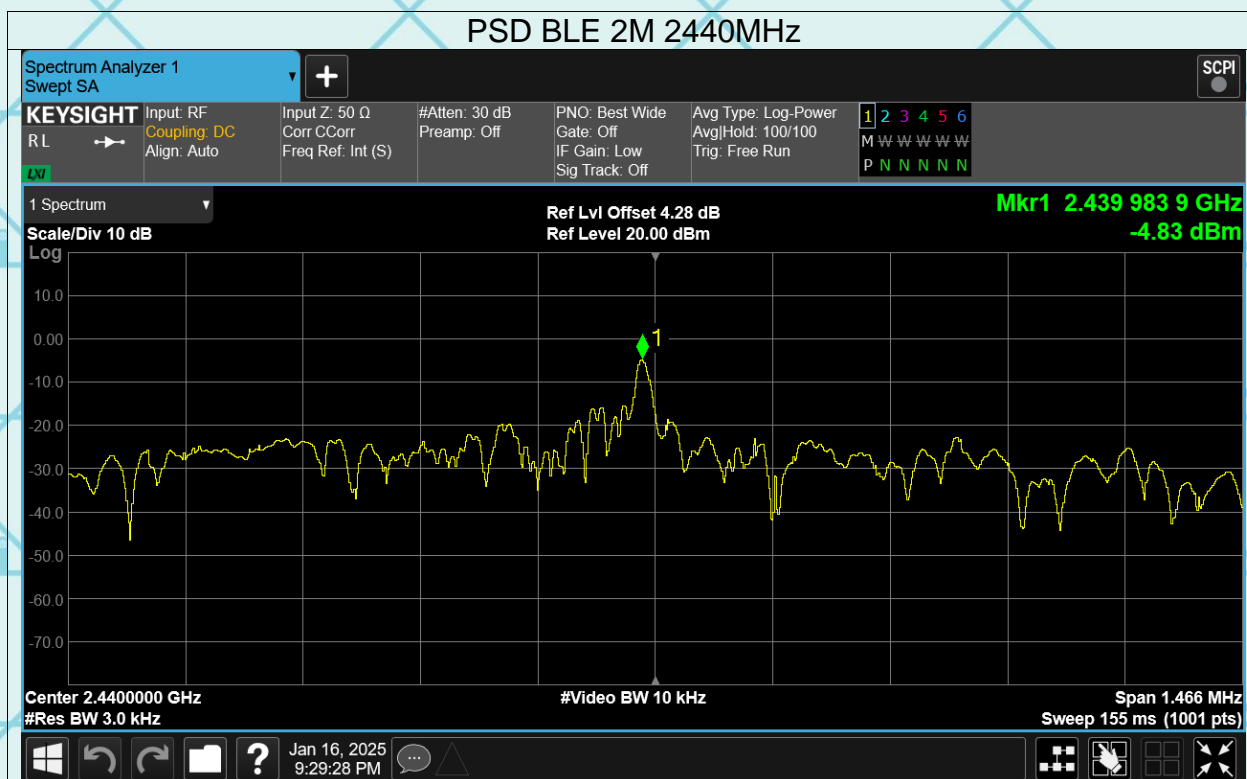 PSD BLE 2M 2440MHz
Spectrum Analyzer 1
Swept SA
+
SCPI
KEYSIGHT
RL
LXI
Input: RF
Coupling: DC
Align: Auto
Input Z: 50 Ω
Corr CCorr
Freq Ref: Int (S)
#Atten: 30 dB
Preamp: Off
PNO: Best Wide
Gate: Off
IF Gain: Low
Sig Track: Off
Avg Type: Log-Power
Avg|Hold: 100/100
Trig: Free Run
1 2 3 4 5 6
M W W W W W
P N N N N N
1 Spectrum
Scale/Div 10 dB
Log
Ref Lvl Offset 4.28 dB
Ref Level 20.00 dBm
Mkr1 2.439 983 9 GHz
-4.83 dBm
1
10.0
0.00
-10.0
-20.0
-30.0
-40.0
-50.0
-60.0
-70.0
Center 2.4400000 GHz
#Res BW 3.0 kHz
#Video BW 10 kHz
Span 1.466 MHz
Sweep 155 ms (1001 pts)
?
Jan 16, 2025
9:29:28 PM